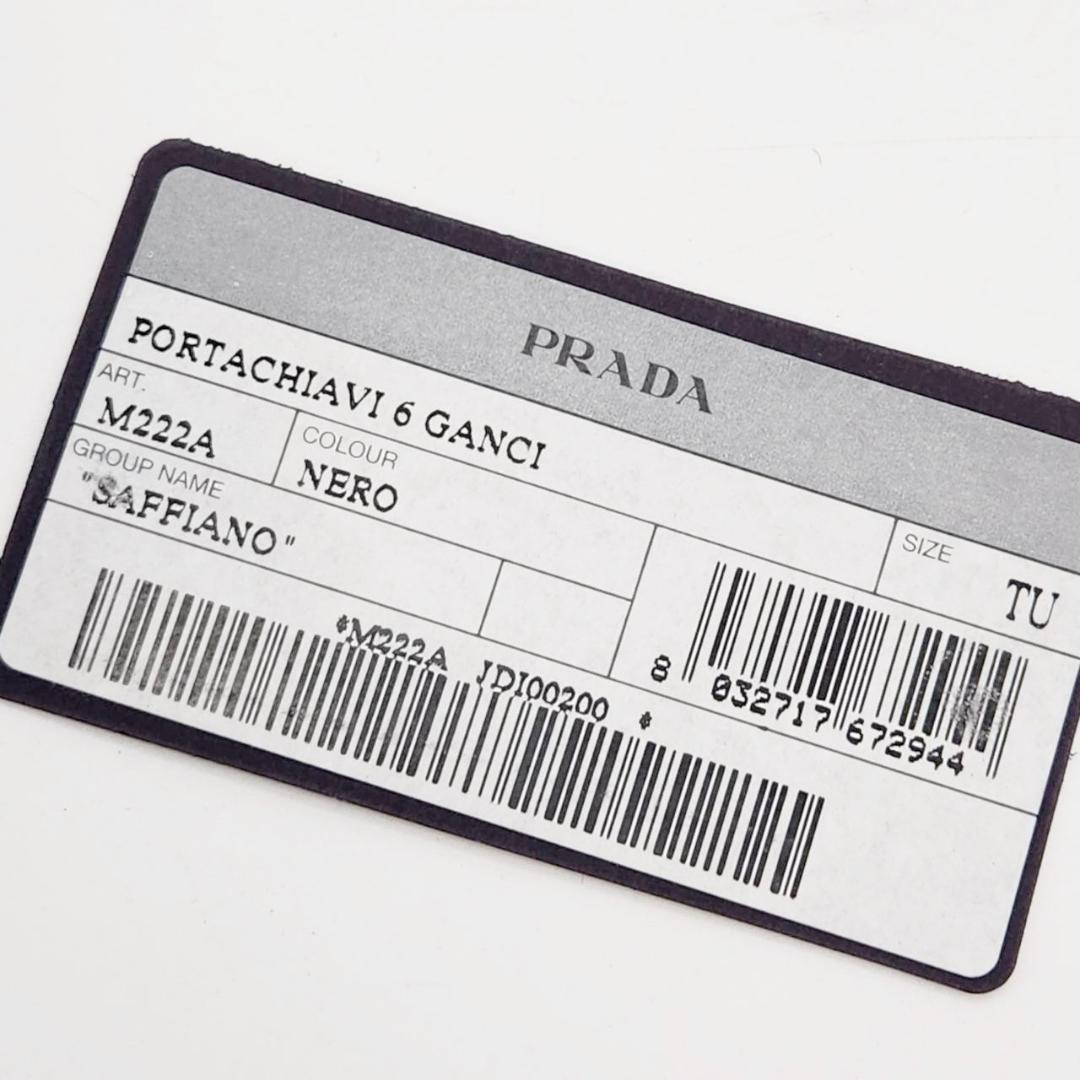 PRADA
PORTACHIAVI 6 GANCI
SIZE
TU
ART.
M222A
COLOUR
NERO
GROUP NAME
"SAFFIANO"
8 032717 672944
*M222A JDI00200 *